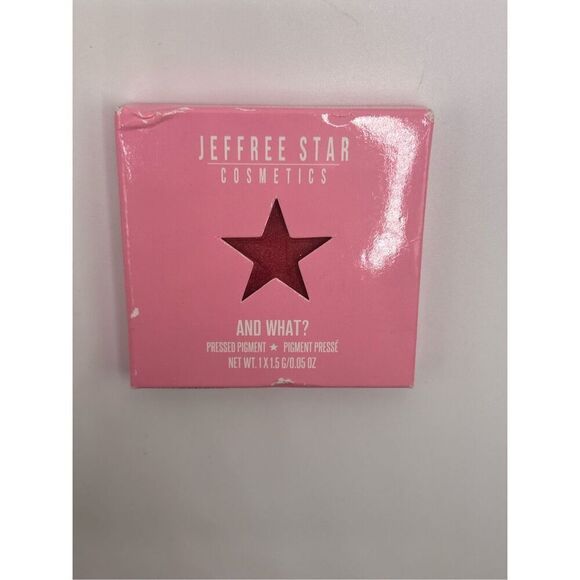 JEFFREE STAR
COSMETICS
AND WHAT?
PRESSED PIGMENT ★ PIGMENT PRESSÉ
NET WT. 1 X 1.5 G/0.05 OZ